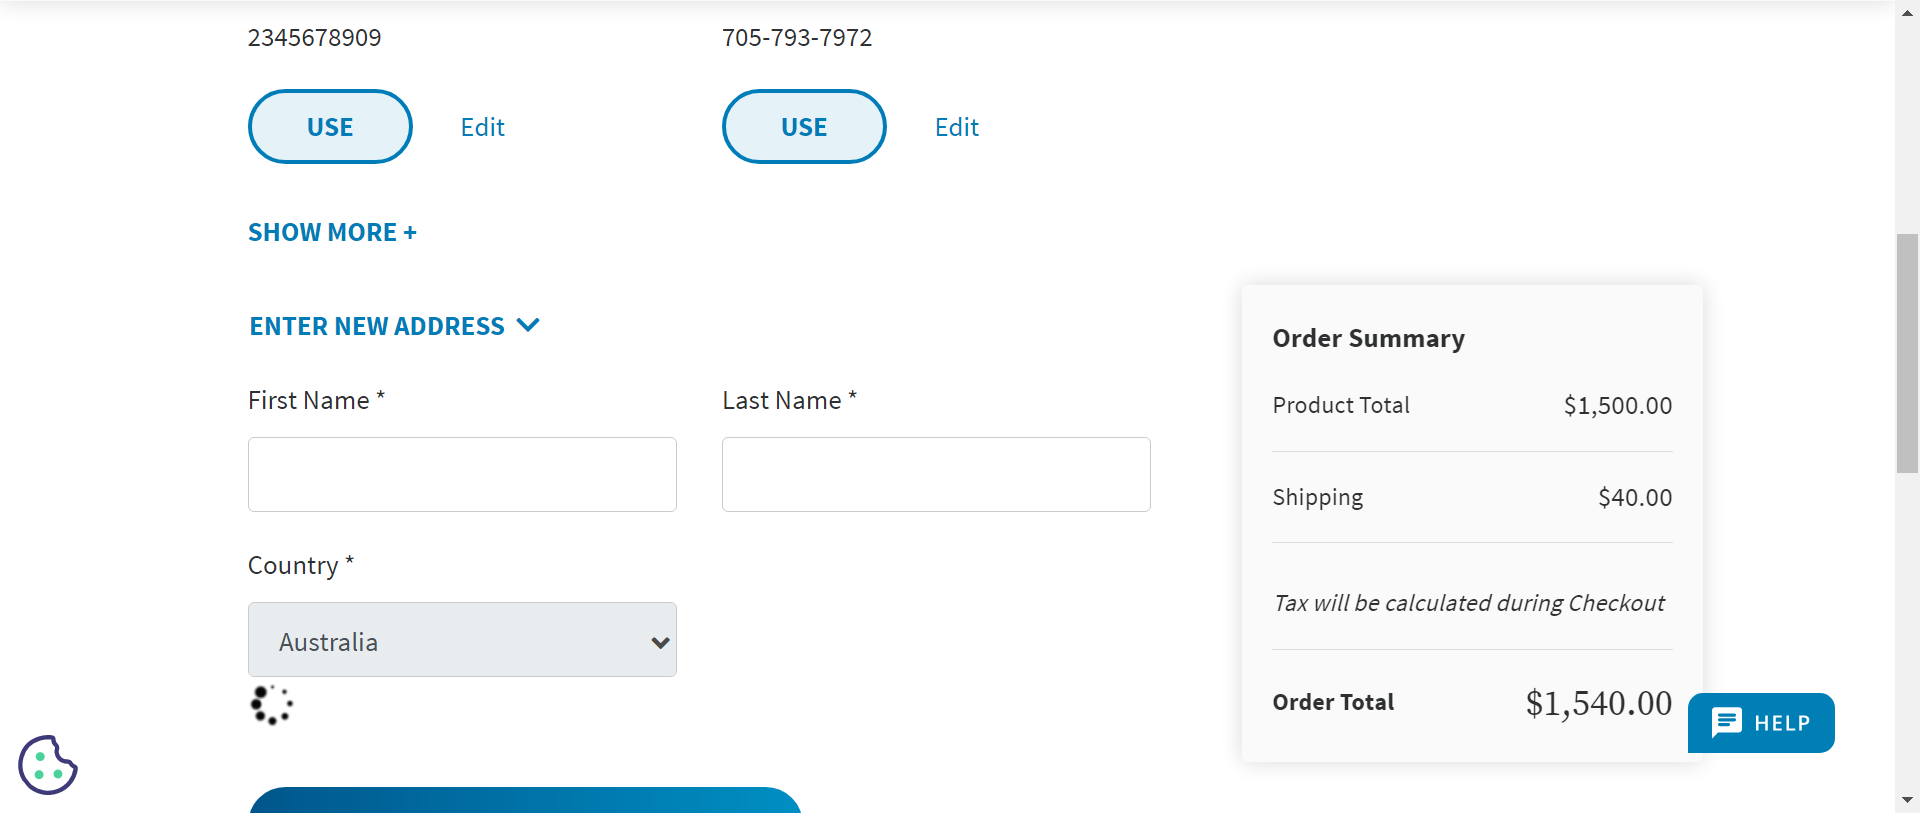 2345678909
705-793-7972
USE
Edit
USE
Edit
SHOW MORE +
ENTER NEW ADDRESS
First Name *
Last Name *
Country *
Australia
Order Summary
Product Total $1,500.00
Shipping $40.00
Tax will be calculated during Checkout
Order Total $1,540.00
HELP